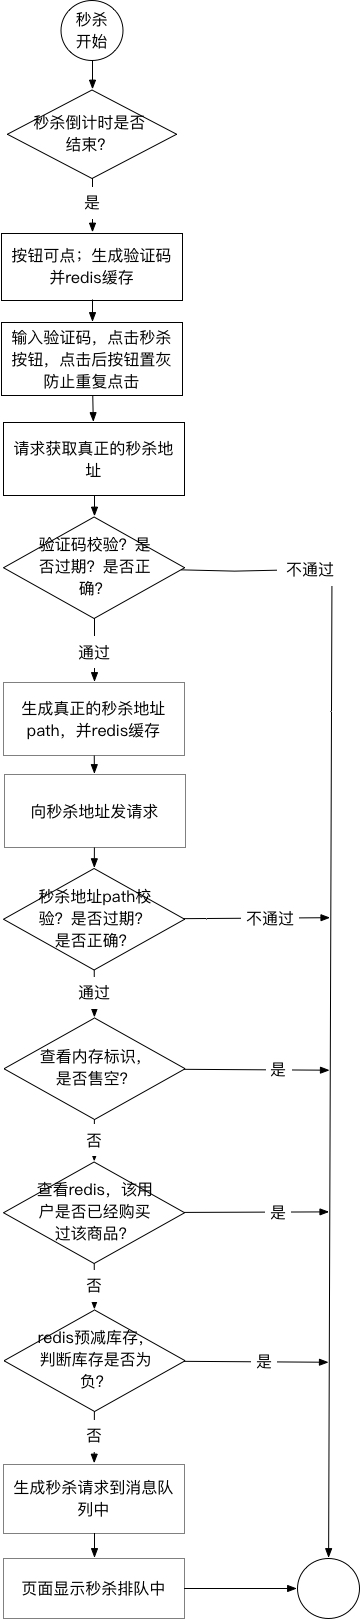 秒杀
开始
秒杀倒计时是否
结束？
是
按钮可点；生成验证码
并redis缓存
输入验证码，点击秒杀
按钮，点击后按钮置灰
防止重复点击
请求获取真正的秒杀地
址
验证码校验？是
否过期？是否正
确？
不通过
通过
生成真正的秒杀地址
path，并redis缓存
向秒杀地址发请求
秒杀地址path校
验？是否过期？
是否正确？
不通过
通过
查看内存标识，
是否售空？
是
否
查看redis，该用
户是否已经购买
过该商品？
是
否
redis预减库存，
判断库存是否为
负？
是
否
生成秒杀请求到消息队
列中
页面显示秒杀排队中